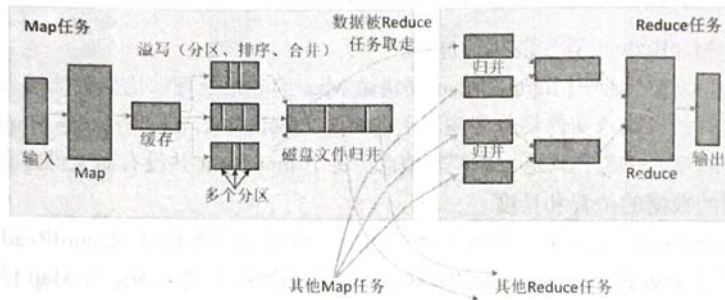 Map任务
溢写（分区、排序、合并）
数据被Reduce
任务取走
Reduce任务
输入
Map
缓存
多个分区
磁盘文件归并
归并
归并
Reduce
输出
其他Map任务
其他Reduce任务